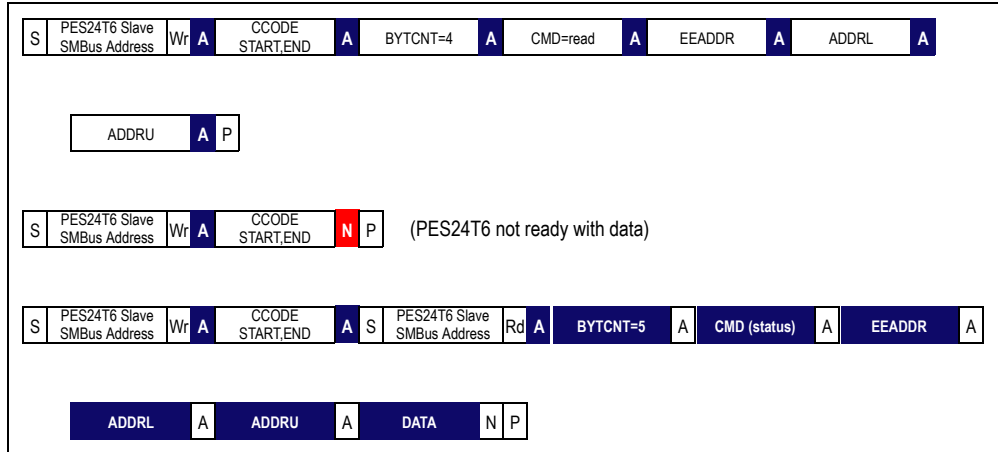 S PES24T6 Slave SMBus Address Wr A CCODE START,END A BYTCNT=4 A CMD=read A EEADDR A ADDRL A
ADDRU A P
S PES24T6 Slave SMBus Address Wr A CCODE START,END N P (PES24T6 not ready with data)
S PES24T6 Slave SMBus Address Wr A CCODE START,END A S PES24T6 Slave SMBus Address Rd A BYTCNT=5 A CMD (status) A EEADDR A
ADDRL A ADDRU A DATA N P